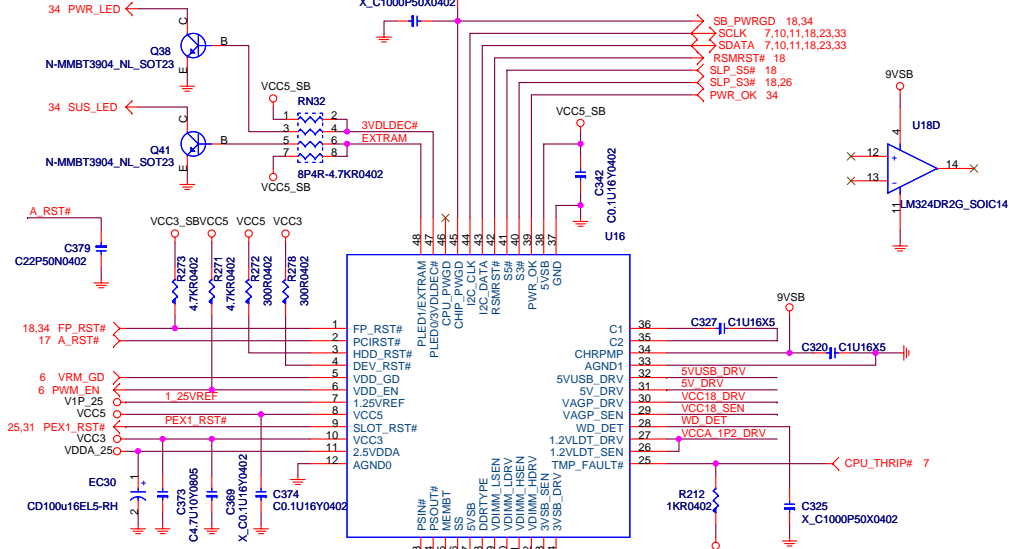 X_C1000P50X0402
34 PWR_LED
SB_PWRGD 18,34
SCLK 7,10,11,18,23,33
SDATA 7,10,11,18,23,33
RSMRST# 18
SLP_S5# 18
SLP_S3# 18,26
PWR_OK 34
C
B
E
Q38
N-MMBT3904_NL_SOT23
34 SUS_LED
C
B
E
Q41
N-MMBT3904_NL_SOT23
VCC5_SB
RN32
1 2
3 4
5 6
7 8
3VDLDEC#
EXTRAM
8P4R-4.7KR0402
VCC5_SB
VCC5_SB
C342
C0.1U16Y0402
9VSB
U18D
4
12
+
13
-
14
11
LM324DR2G_SOIC14
A_RST#
C379
C22P50N0402
VCC3_SB
VCC5
VCC5
VCC3
R273
4.7KR0402
R271
4.7KR0402
R272
300R0402
R278
300R0402
U16
48
47
46
45
44
43
42
41
40
39
38
37
PLED1/EXTRAM
PLED0/3VDLDEC#
CPU_PWGD
CHIP_PWGD
I2C_CLK
I2C_DATA
RSMRST#
S5#
S3#
PWR_OK
5VSB
GND
18,34 FP_RST#
17 A_RST#
6 VRM_GD
6 PWM_EN
V1P_25
1_25VREF
VCC5
25,31 PEX1_RST#
PEX1_RST#
VCC3
VDDA_25
1 FP_RST#
2 PCIRST#
3 HDD_RST#
4 DEV_RST#
5 VDD_GD
6 VDD_EN
7 1.25VREF
8 VCC5
9 SLOT_RST#
10 VCC3
11 2.5VDDA
12 AGND0
C1 36
C2 35
CHRPMP 34
AGND1 33
5VUSB_DRV 32
5V_DRV 31
VAGP_DRV 30
VAGP_SEN 29
WD_DET 28
1.2VLDT_DRV 27
1.2VLDT_SEN 26
TMP_FAULT# 25
9VSB
C327 C1U16X5
C320 C1U16X5
5VUSB_DRV
5V_DRV
VCC18_DRV
VCC18_SEN
WD_DET
VCCA_1P2_DRV
CPU_THRIP# 7
EC30
1
+
2
CD100u16EL5-RH
C373
C4.7U10Y0805
C369
X_C0.1U16Y0402
C374
C0.1U16Y0402
R212
1KR0402
C325
X_C1000P50X0402
PSIN#
PSOUT#
MEMBT
SS
5VSB
DDRTYPE
VDIMM_LSEN
VDIMM_LDRV
VDIMM_HSEN
VDIMM_HDRV
3VSB_SEN
3VSB_DRV